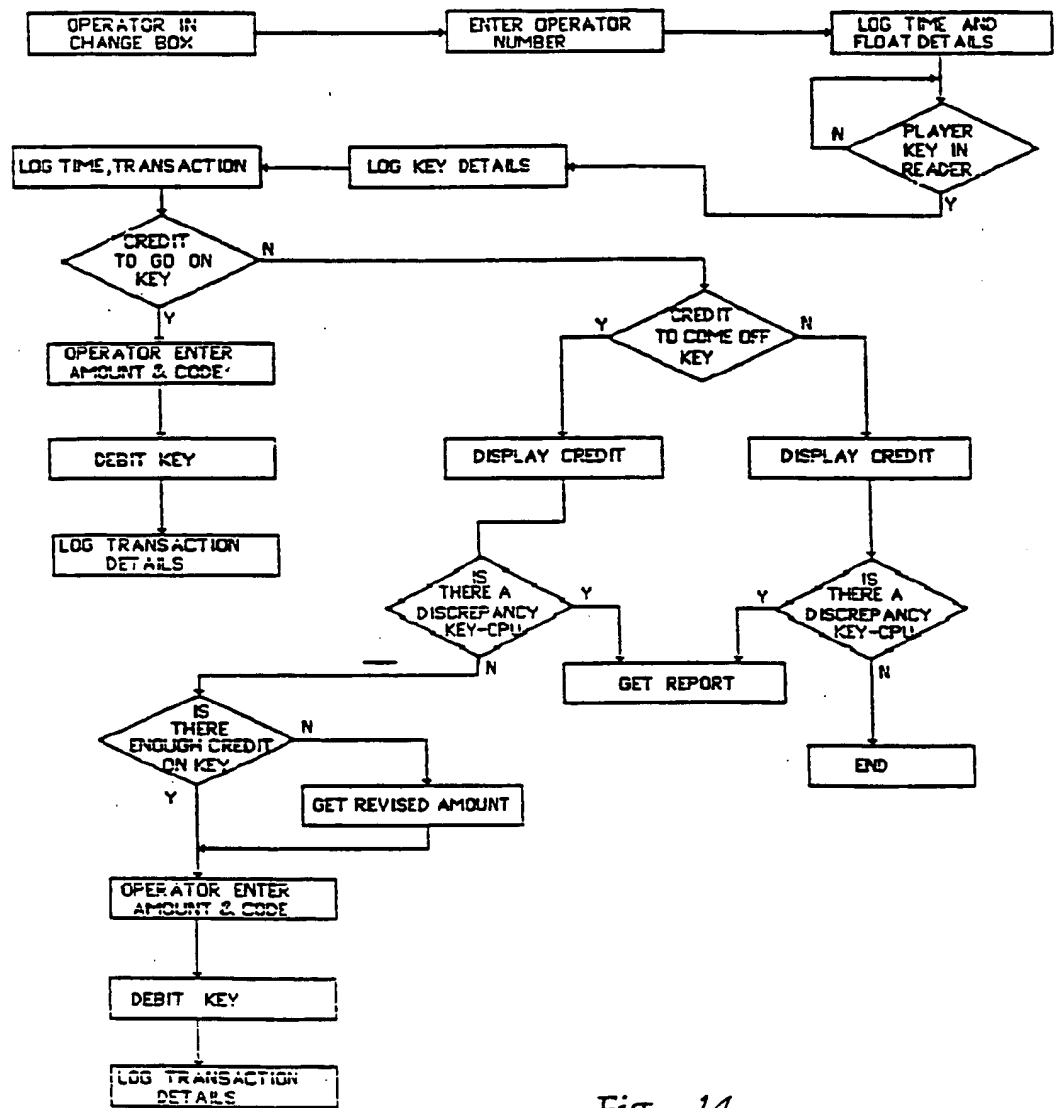 OPERATOR IN
CHANGE BOX
ENTER OPERATOR
NUMBER
LOG TIME AND
FLOAT DETAILS
PLAYER
KEY IN
READER
N
Y
LOG KEY DETAILS
LOG TIME, TRANSACTION
CREDIT
TO GO ON
KEY
N
Y
OPERATOR ENTER
AMOUNT & CODE
DEBIT KEY
LOG TRANSACTION
DETAILS
CREDIT
TO COME OFF
KEY
Y
N
DISPLAY CREDIT
DISPLAY CREDIT
IS
THERE A
DISCREPANCY
KEY-CPU
Y
N
IS
THERE A
DISCREPANCY
KEY-CPU
Y
N
GET REPORT
END
IS
THERE
ENOUGH CREDIT
ON KEY
N
Y
GET REVISED AMOUNT
OPERATOR ENTER
AMOUNT & CODE
DEBIT KEY
LOG TRANSACTION
DETAILS
Fig. 14